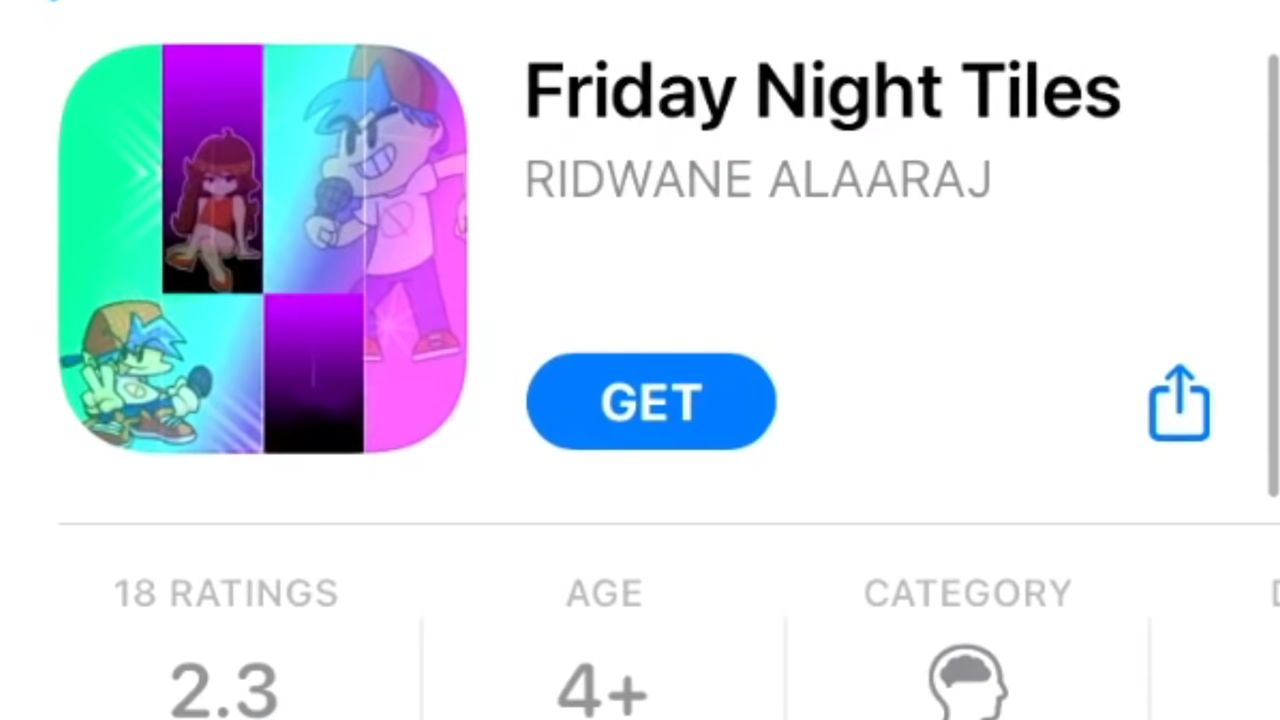 Friday Night Tiles
RIDWANE ALAARAJ
GET
18 RATINGS
AGE
CATEGORY
2.3
4+